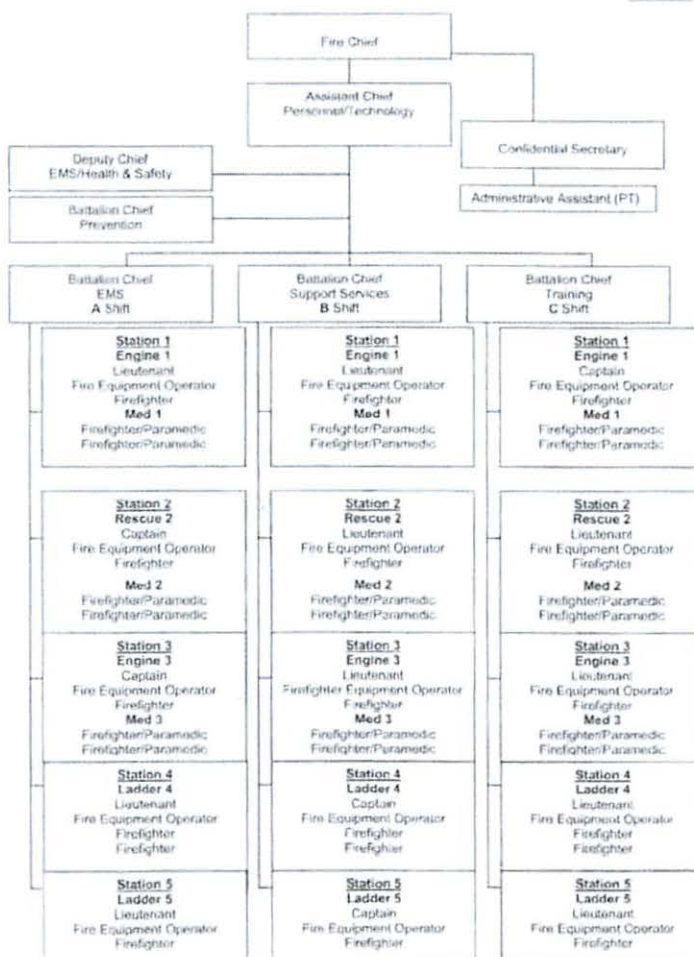 Fire Chief
Assistant Chief
Personnel/Technology
Confidential Secretary
Deputy Chief
EMS/Health & Safety
Administrative Assistant (PT)
Battalion Chief
Prevention
Battalion Chief
EMS
A Shift
Battalion Chief
Support Services
B Shift
Battalion Chief
Training
C Shift
Station 1
Engine 1
Lieutenant
Fire Equipment Operator
Firefighter
Med 1
Firefighter/Paramedic
Firefighter/Paramedic
Station 1
Engine 1
Lieutenant
Fire Equipment Operator
Firefighter
Med 1
Firefighter/Paramedic
Firefighter/Paramedic
Station 1
Engine 1
Captain
Fire Equipment Operator
Firefighter
Med 1
Firefighter/Paramedic
Firefighter/Paramedic
Station 2
Rescue 2
Captain
Fire Equipment Operator
Firefighter
Med 2
Firefighter/Paramedic
Firefighter/Paramedic
Station 2
Rescue 2
Lieutenant
Fire Equipment Operator
Firefighter
Med 2
Firefighter/Paramedic
Firefighter/Paramedic
Station 2
Rescue 2
Lieutenant
Fire Equipment Operator
Firefighter
Med 2
Firefighter/Paramedic
Firefighter/Paramedic
Station 3
Engine 3
Captain
Fire Equipment Operator
Firefighter
Med 3
Firefighter/Paramedic
Firefighter/Paramedic
Station 3
Engine 3
Lieutenant
Firefighter Equipment Operator
Firefighter
Med 3
Firefighter/Paramedic
Firefighter/Paramedic
Station 3
Engine 3
Lieutenant
Fire Equipment Operator
Firefighter
Med 3
Firefighter/Paramedic
Firefighter/Paramedic
Station 4
Ladder 4
Lieutenant
Fire Equipment Operator
Firefighter
Firefighter
Station 4
Ladder 4
Captain
Fire Equipment Operator
Firefighter
Firefighter
Station 4
Ladder 4
Lieutenant
Fire Equipment Operator
Firefighter
Firefighter
Station 5
Ladder 5
Lieutenant
Fire Equipment Operator
Firefighter
Station 5
Ladder 5
Captain
Fire Equipment Operator
Firefighter
Station 5
Ladder 5
Lieutenant
Fire Equipment Operator
Firefighter